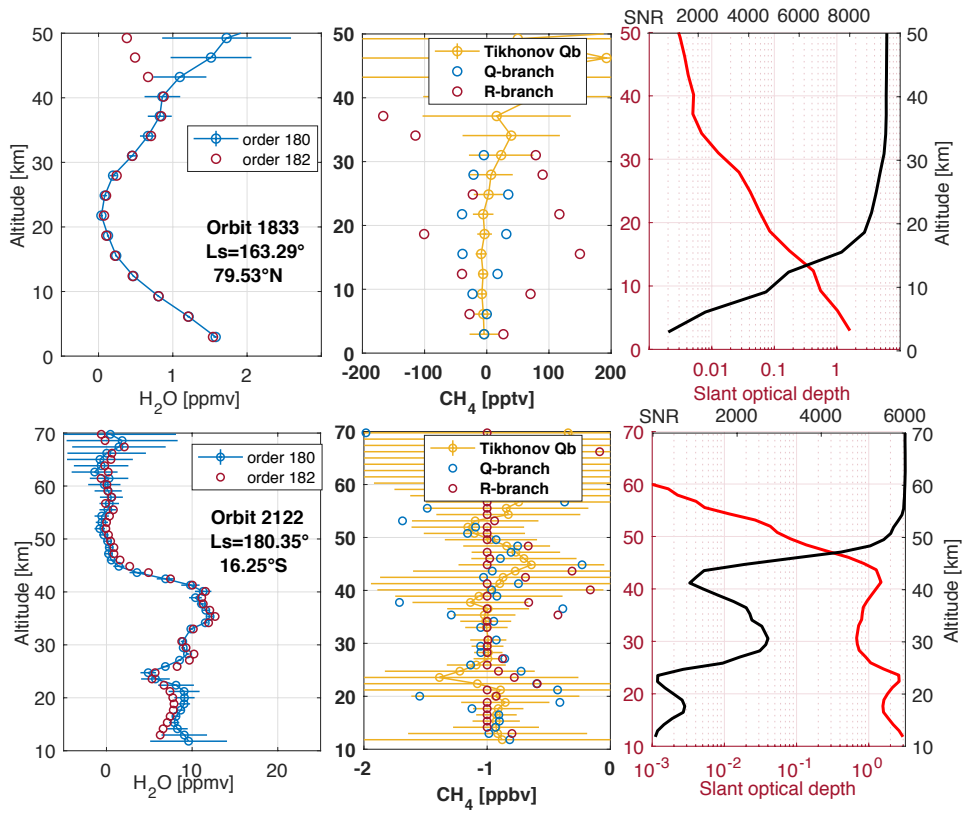 SNR 2000 4000 6000 8000
50
40
30
20
10
0
Altitude [km]
order 180
order 182
Orbit 1833
Ls=163.29°
79.53°N
0 1 2
H2O [ppmv]
50
40
30
20
10
0
Tikhonov Qb
Q-branch
R-branch
-200 -100 0 100 200
CH4 [pptv]
50
40
30
20
10
0
50
40
30
20
10
0
Altitude [km]
0.01 0.1 1
Slant optical depth
SNR 2000 4000 6000
70
60
50
40
30
20
10
Altitude [km]
order 180
order 182
Orbit 2122
Ls=180.35°
16.25°S
0 10 20
H2O [ppmv]
70
60
50
40
30
20
10
Tikhonov Qb
Q-branch
R-branch
-2 -1 0
CH4 [ppbv]
70
60
50
40
30
20
10
70
60
50
40
30
20
10
Altitude [km]
10-3 10-2 10-1 100
Slant optical depth